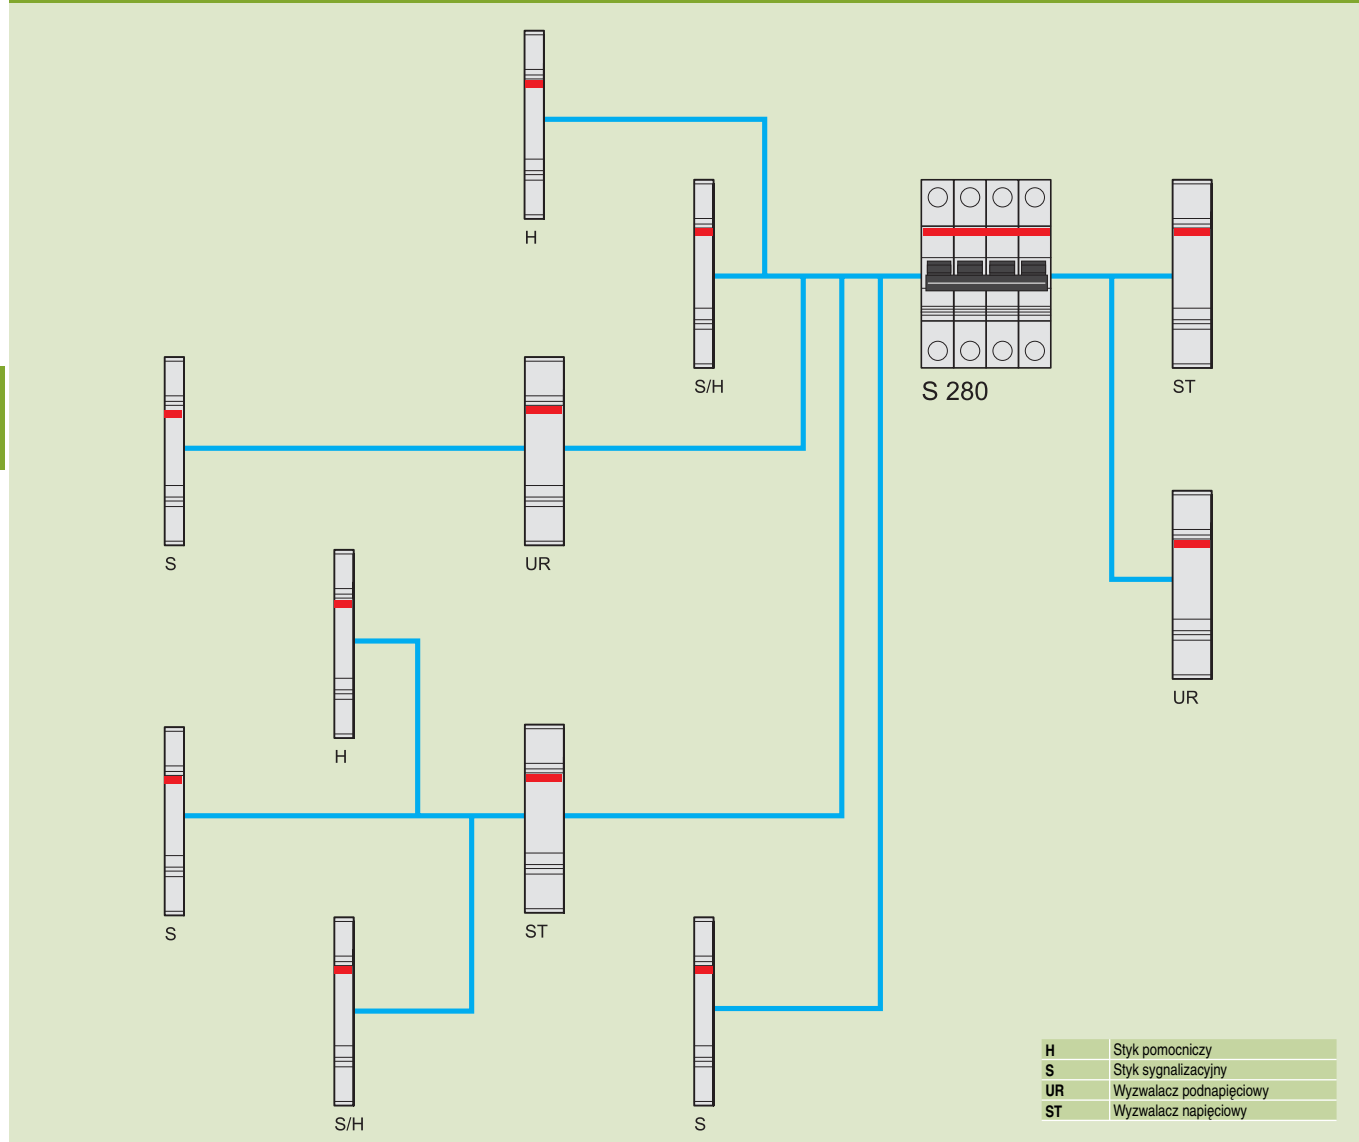 H
S/H
S 280
ST
S
UR
UR
H
S
ST
S/H
S
H Styk pomocniczy
S Styk sygnalizacyjny
UR Wyzwalacz podnapięciowy
ST Wyzwalacz napięciowy